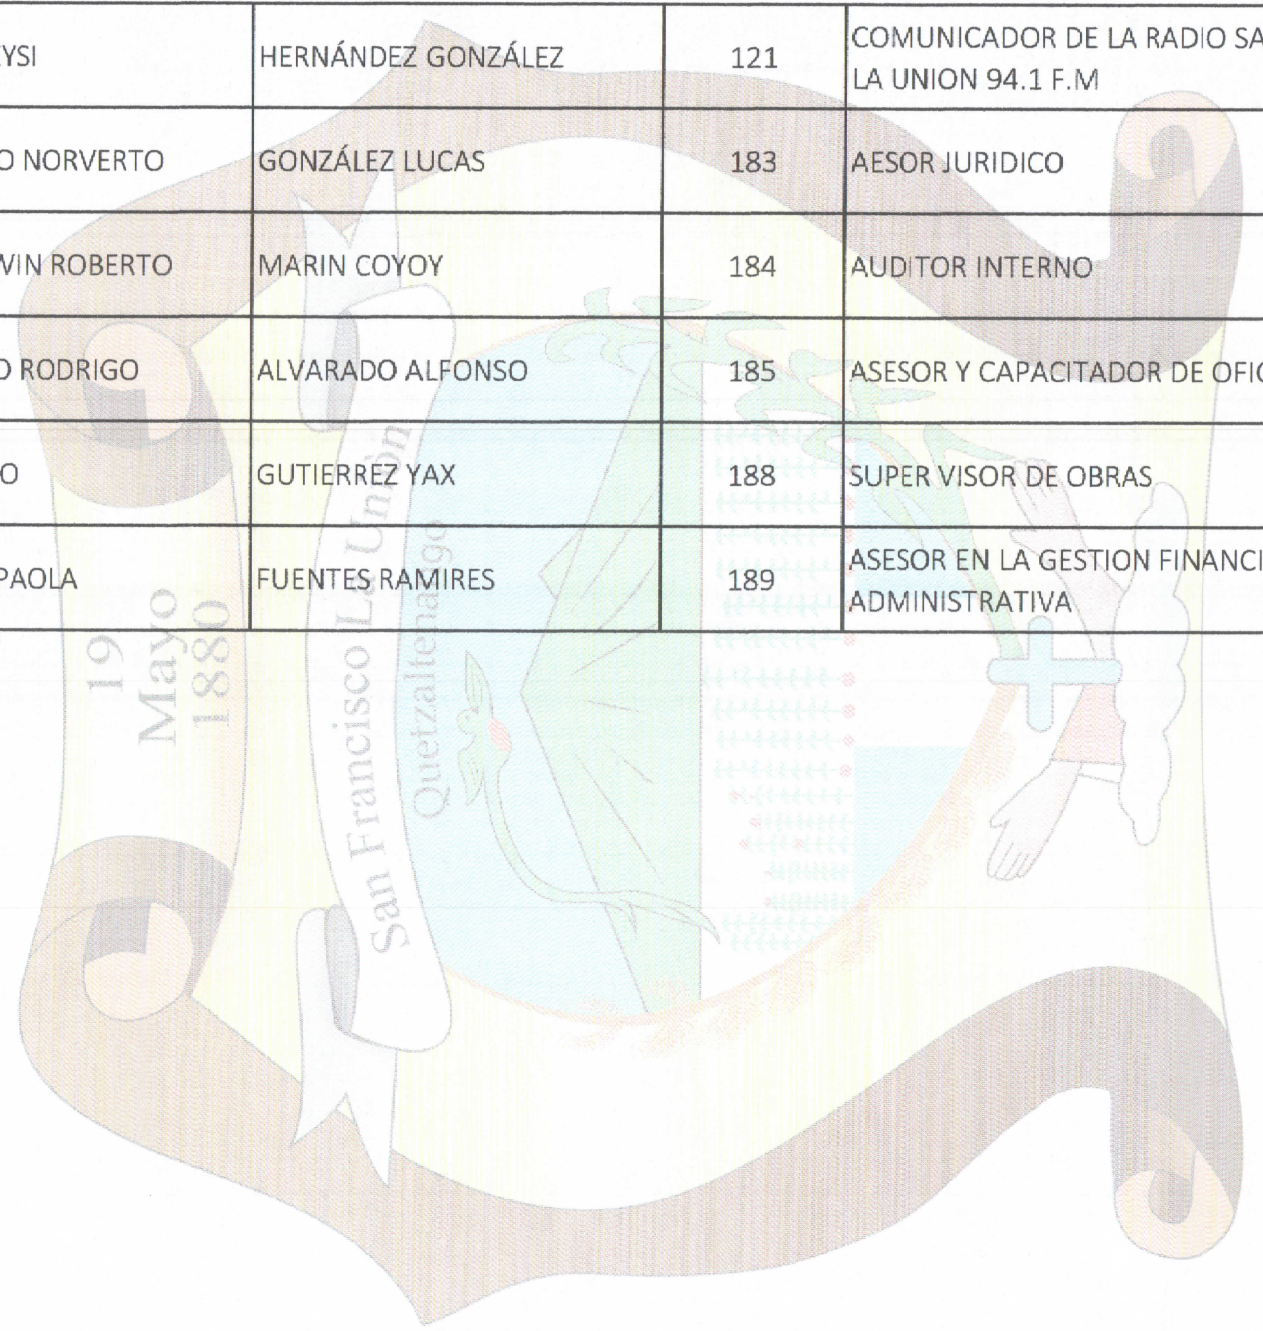 YSI HERNÁNDEZ GONZÁLEZ 121 COMUNICADOR DE LA RADIO SA
LA UNION 94.1 F.M
O NORVERTO GONZÁLEZ LUCAS 183 AESOR JURIDICO
WIN ROBERTO MARIN COYOY 184 AUDITOR INTERNO
O RODRIGO ALVARADO ALFONSO 185 ASESOR Y CAPACITADOR DE OFIC
O GUTIERREZ YAX 188 SUPER VISOR DE OBRAS
PAOLA FUENTES RAMIRES 189 ASESOR EN LA GESTION FINANCI
ADMINISTRATIVA
19
Mayo
1880
San Francisco La Unión
Quetzaltenago